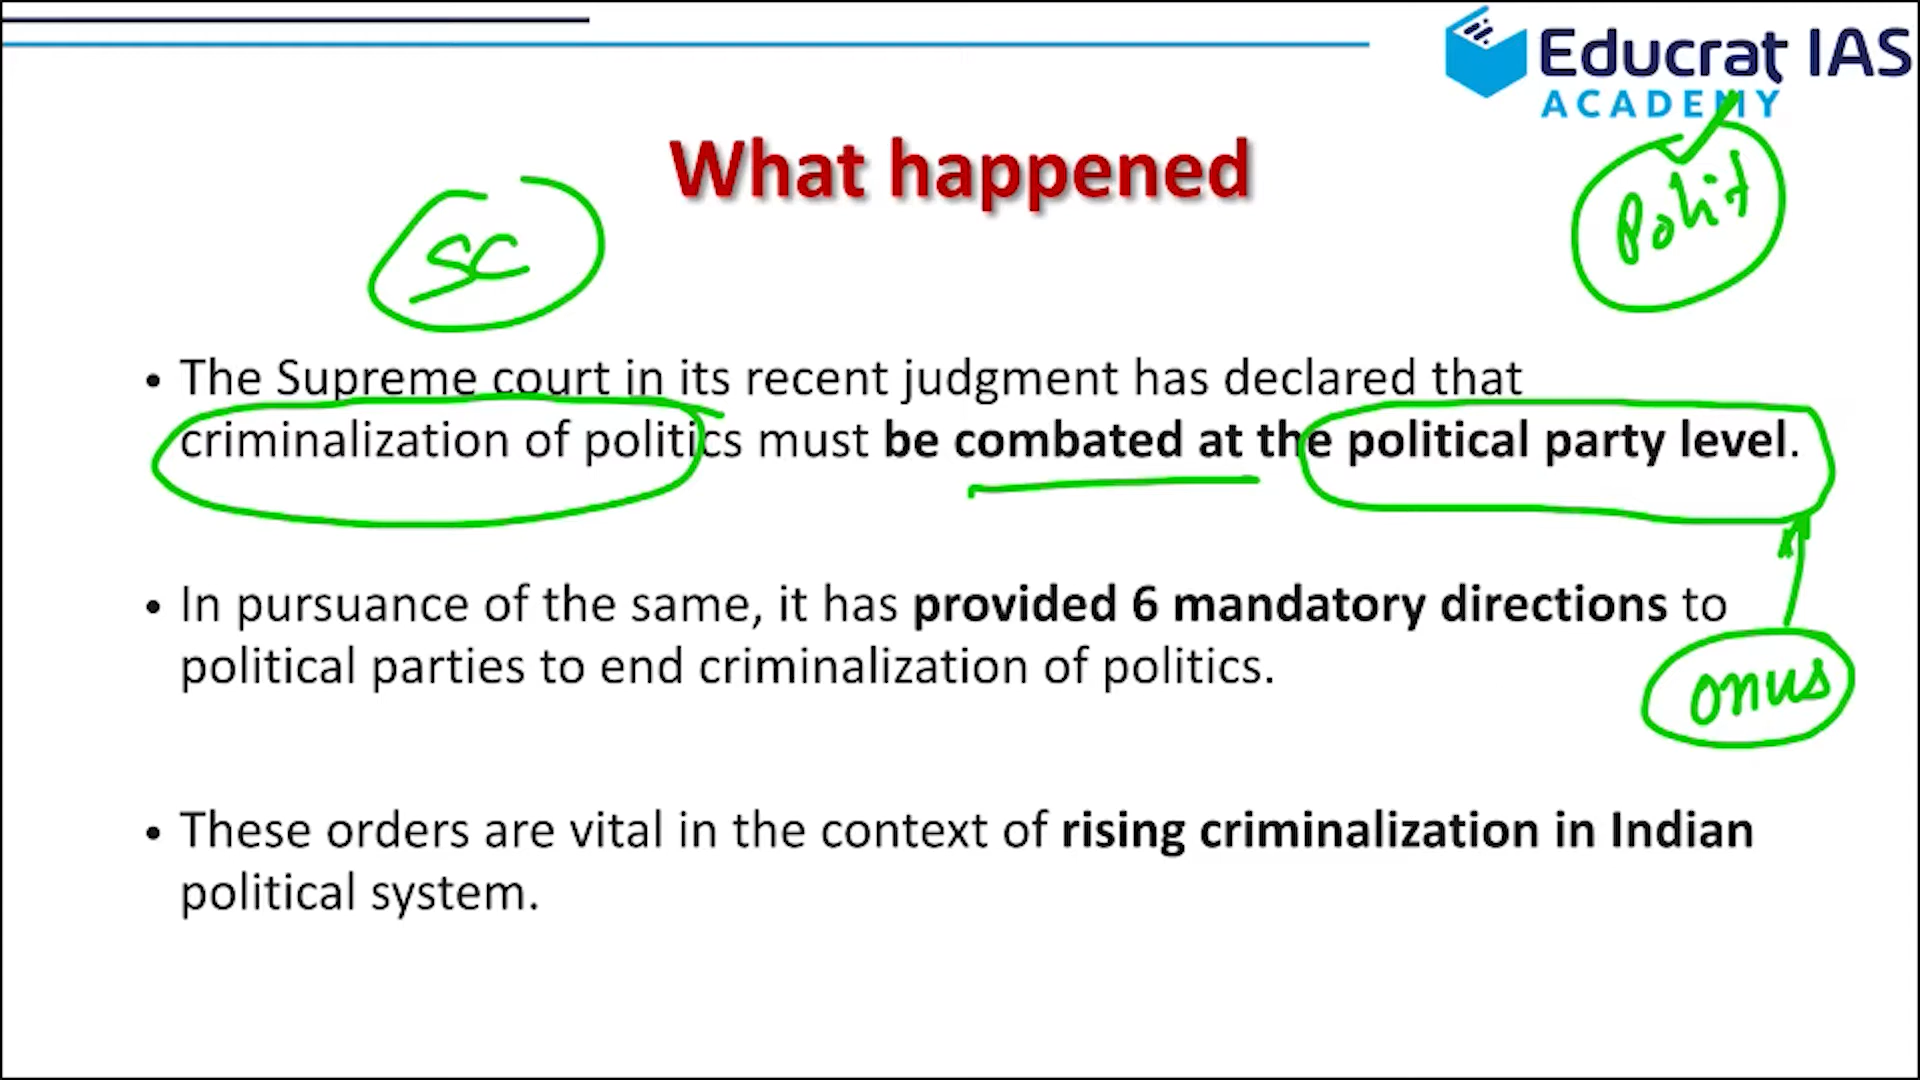 Educrat IAS
ACADEMY
What happened
Polit
SC
• The Supreme court in its recent judgment has declared that
criminalization of politics must be combated at the political party level.
• In pursuance of the same, it has provided 6 mandatory directions to
political parties to end criminalization of politics.
onus
• These orders are vital in the context of rising criminalization in Indian
political system.